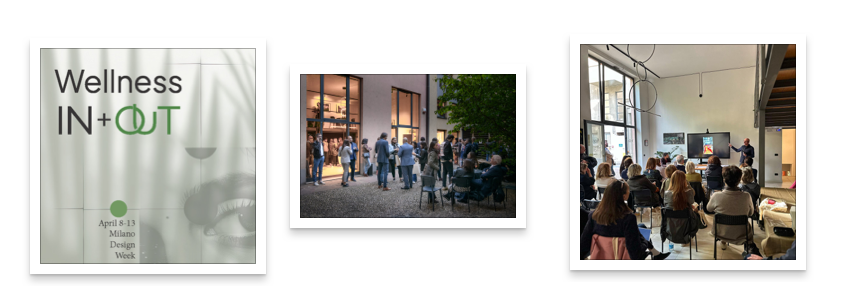 Wellness
IN+OUT
April 8-13
Milano
Design
Week